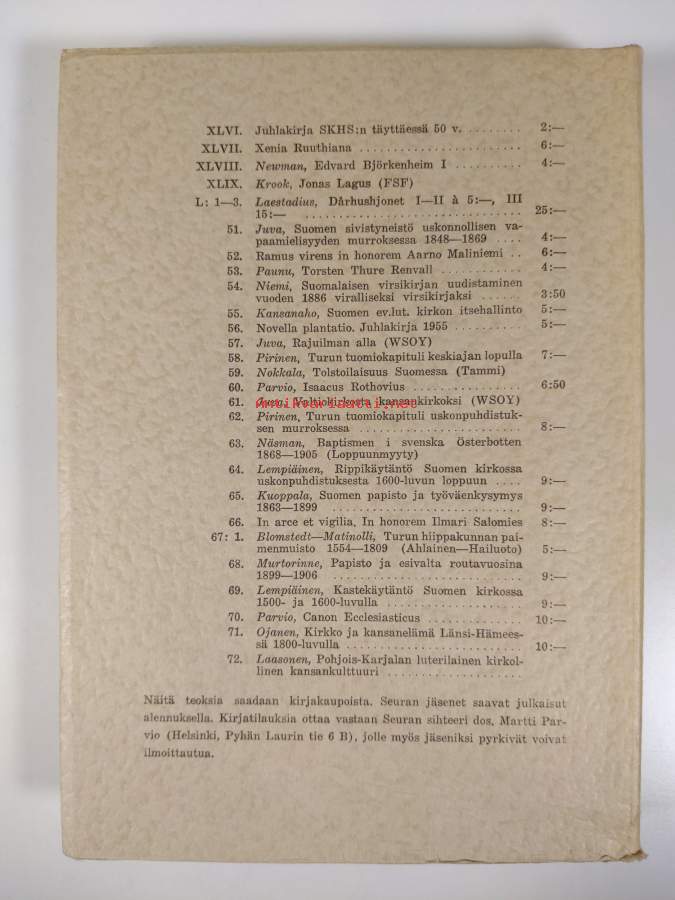 XLVI. Juhlakirja SKHS:n täyttäessä 50 v. ........ 2:—
XLVII. Xenia Ruuthiana ........................ 6:—
XLVIII. Newman, Edvard Björkenheim I .......... 4:—
XLIX. Krook, Jonas Lagus (FSF)
L: 1—3. Laestadius, Dårhushjonet I—II à 5:—, III
15:— ................................ 25:—
51. Juva, Suomen sivistyneistö uskonnollisen va-
paamielisyyden murroksessa 1848—1869 .... 4:—
52. Ramus virens in honorem Aarno Maliniemi .. 6:—
53. Paunu, Torsten Thure Renvall ............ 4:—
54. Niemi, Suomalaisen virsikirjan uudistaminen
vuoden 1886 viralliseksi virsikirjaksi ...... 3:50
55. Kansanaho, Suomen ev.lut. kirkon itsehallinto 5:—
56. Novella plantatio. Juhlakirja 1955 .......... 5:—
57. Juva, Rajuilman alla (WSOY)
58. Pirinen, Turun tuomiokapituli keskiajan lopulla 7:—
59. Nokkala, Tolstoilaisuus Suomessa (Tammi)
60. Parvio, Isaacus Rothovius ................ 6:50
61. Juva, Valtiokirkosta kansankirkoksi (WSOY)
antikvariaatti.net
62. Pirinen, Turun tuomiokapituli uskonpuhdistuk-
sen murroksessa ........................ 8:—
63. Näsman, Baptismen i svenska Österbotten
1868—1905 (Loppuunmyyty)
64. Lempiäinen, Rippikäytäntö Suomen kirkossa
uskonpuhdistuksesta 1600-luvun loppuun .... 9:—
65. Kuoppala, Suomen papisto ja työväenkysymys
1863—1899 ............................ 9:—
66. In arce et vigilia. In honorem Ilmari Salomies 8:—
67: 1. Blomstedt—Matinolli, Turun hiippakunnan pai-
menmuisto 1554—1809 (Ahlainen—Hailuoto) 5:—
68. Murtorinne, Papisto ja esivalta routavuosina
1899—1906 ............................ 9:—
69. Lempiäinen, Kastekäytäntö Suomen kirkossa
1500- ja 1600-luvulla .................... 9:—
70. Parvio, Canon Ecclesiasticus .............. 10:—
71. Ojanen, Kirkko ja kansanelämä Länsi-Hämees-
sä 1800-luvulla .......................... 10:—
72. Laasonen, Pohjois-Karjalan luterilainen kirkol-
linen kansankulttuuri ....................
Näitä teoksia saadaan kirjakaupoista. Seuran jäsenet saavat julkaisut
alennuksella. Kirjatilauksia ottaa vastaan Seuran sihteeri dos. Martti Par-
vio (Helsinki, Pyhän Laurin tie 6 B), jolle myös jäseniksi pyrkivät voivat
ilmoittautua.